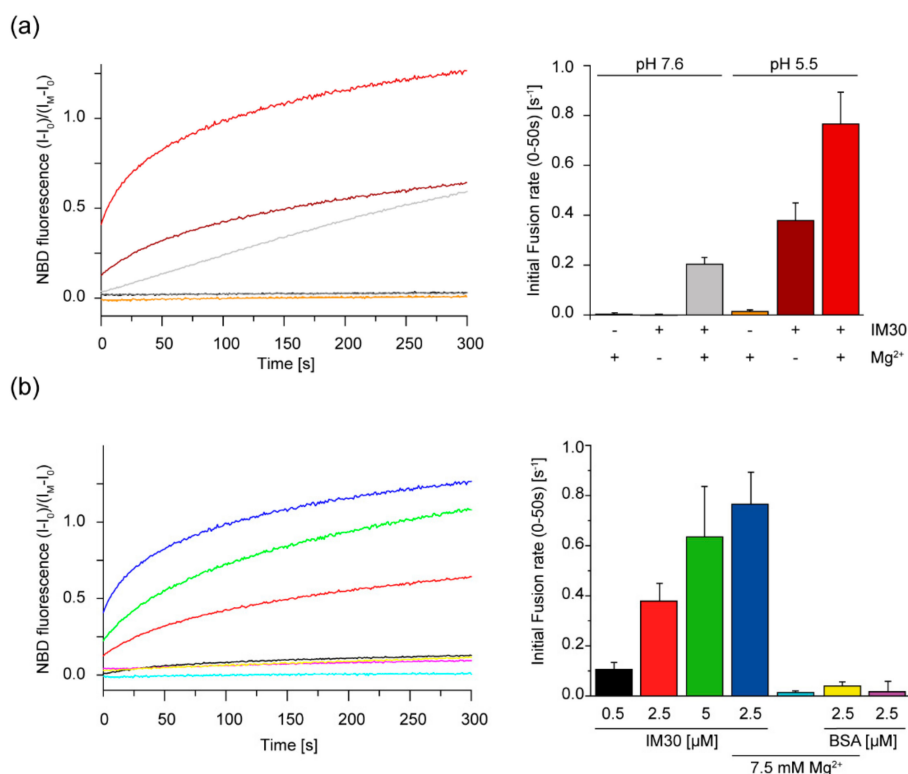 (a)
NBD fluorescence (I-I₀)/(I_M-I₀)
1.0
0.5
0.0
0 50 100 150 200 250 300
Time [s]
Initial Fusion rate (0-50s) [s⁻¹]
pH 7.6 pH 5.5
1.0
0.8
0.6
0.4
0.2
0.0
- + + - + + IM30
+ - + + - + Mg²⁺
(b)
NBD fluorescence (I-I₀)/(I_M-I₀)
1.0
0.5
0.0
0 50 100 150 200 250 300
Time [s]
Initial Fusion rate (0-50s) [s⁻¹]
1.0
0.8
0.6
0.4
0.2
0.0
0.5 2.5 5 2.5 2.5 2.5
IM30 [µM] BSA [µM]
7.5 mM Mg²⁺